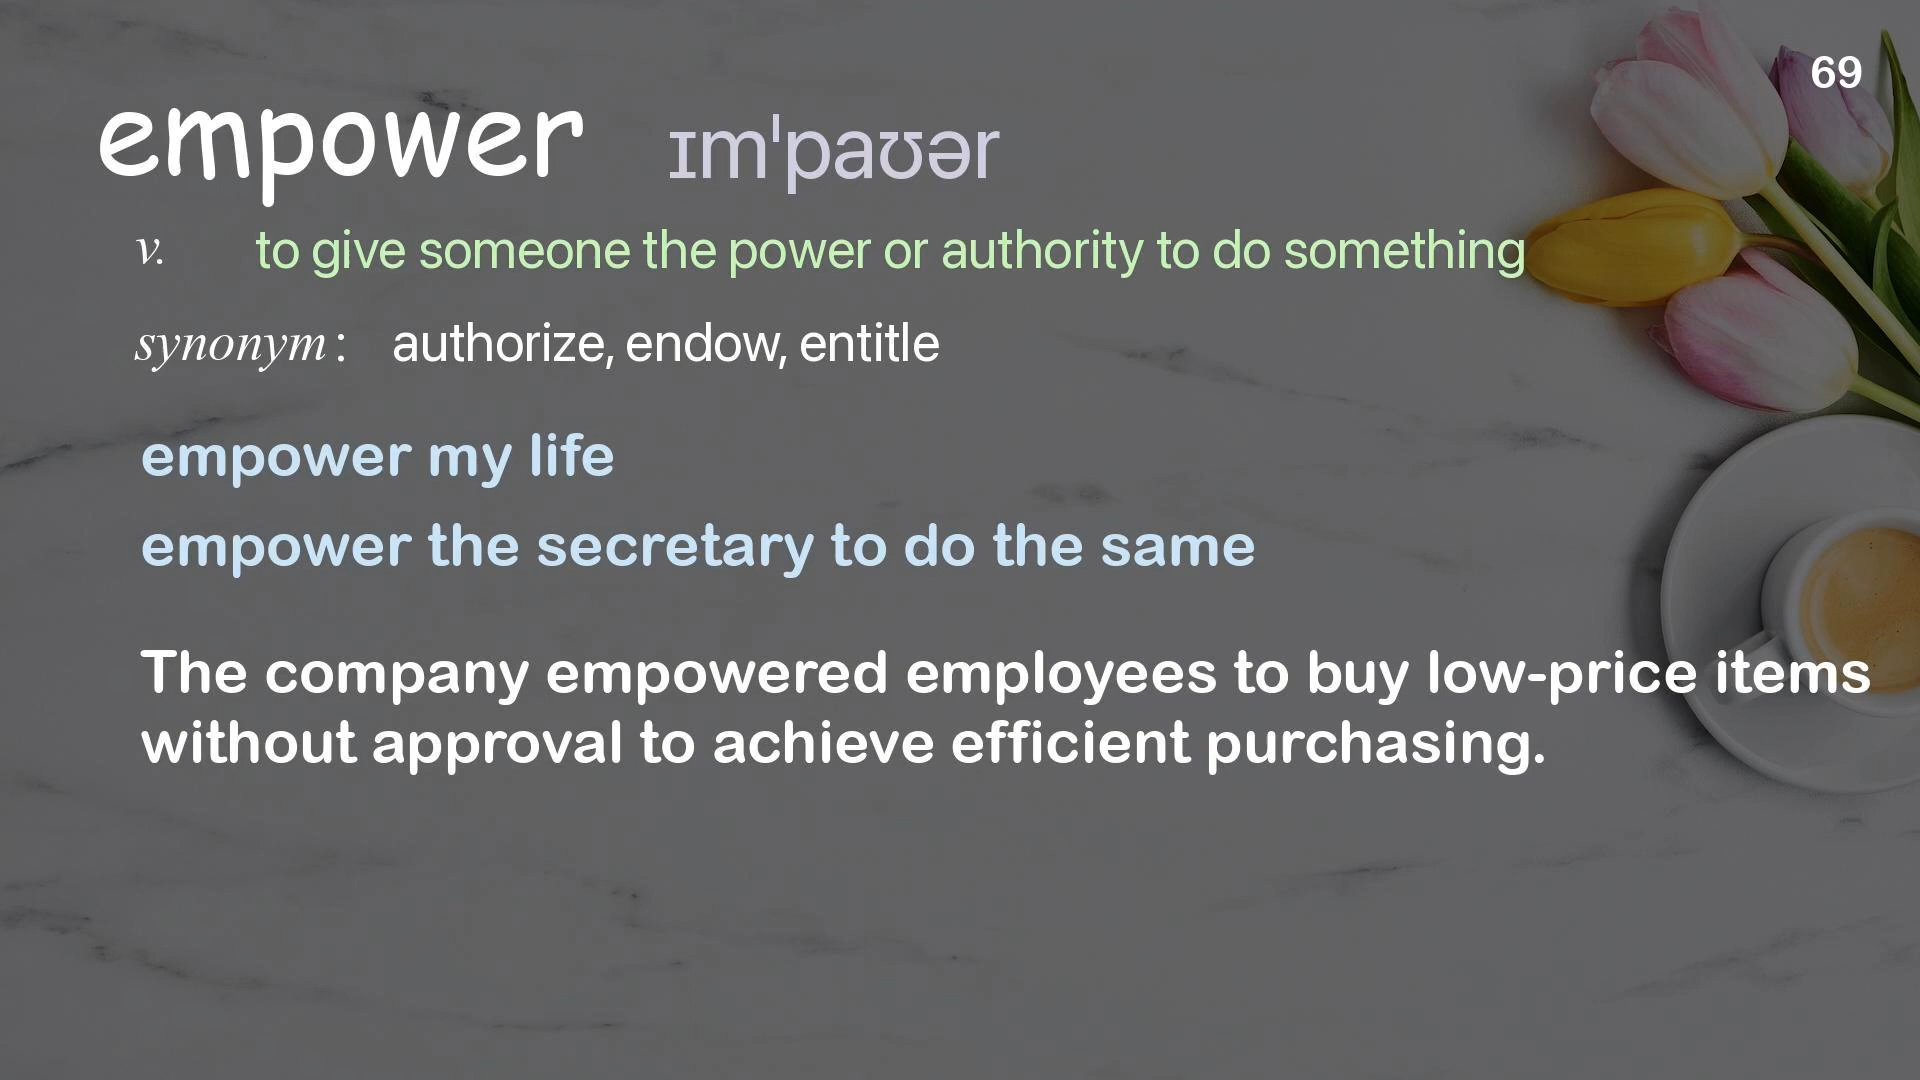 69
empower ɪmˈpaʊər
v. to give someone the power or authority to do something
synonym : authorize, endow, entitle
empower my life
empower the secretary to do the same
The company empowered employees to buy low-price items
without approval to achieve efficient purchasing.